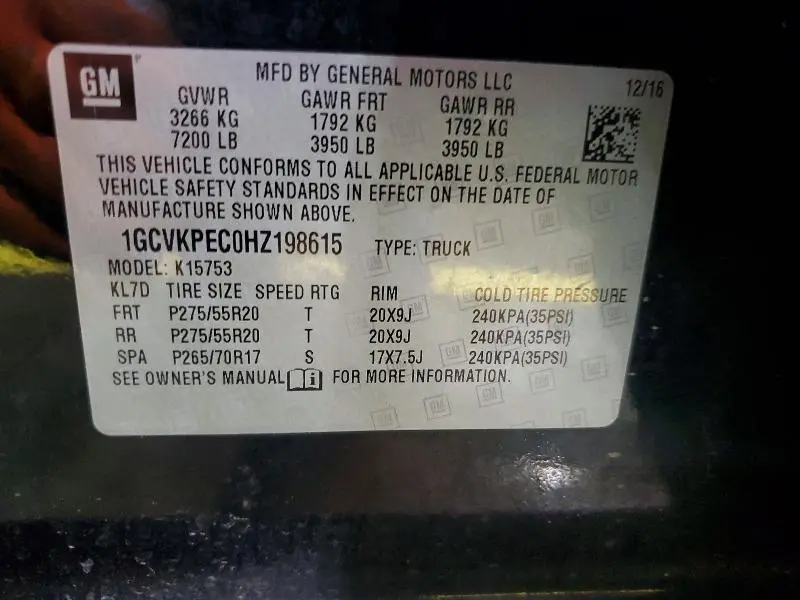 GM
MFD BY GENERAL MOTORS LLC 12/16
GVWR GAWR FRT GAWR RR
3266 KG 1792 KG 1792 KG
7200 LB 3950 LB 3950 LB
THIS VEHICLE CONFORMS TO ALL APPLICABLE U.S. FEDERAL MOTOR
VEHICLE SAFETY STANDARDS IN EFFECT ON THE DATE OF
MANUFACTURE SHOWN ABOVE.
1GCVKPEC0HZ198615 TYPE: TRUCK
MODEL: K15753
KL7D TIRE SIZE SPEED RTG RIM COLD TIRE PRESSURE
FRT P275/55R20 T 20X9J 240KPA(35PSI)
RR P275/55R20 T 20X9J 240KPA(35PSI)
SPA P265/70R17 S 17X7.5J 240KPA(35PSI)
SEE OWNER'S MANUAL FOR MORE INFORMATION.